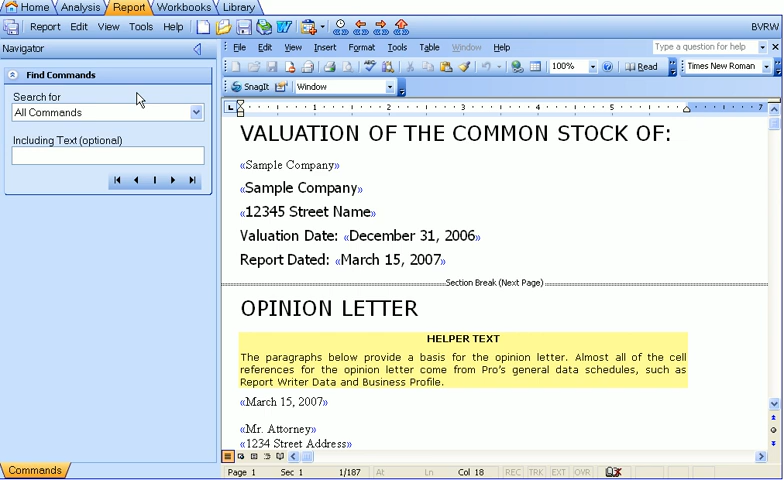 Home Analysis Report Workbooks Library
Report Edit View Tools Help
BVRW
Navigator
Find Commands
Search for
All Commands
Including Text (optional)
Commands
File Edit View Insert Format Tools Table Window Help
Type a question for help
100% Read Times New Roman
SnagIt Window
L 1 2 3 4 5 7
VALUATION OF THE COMMON STOCK OF:
«Sample Company»
«Sample Company»
«12345 Street Name»
Valuation Date: «December 31, 2006»
Report Dated: «March 15, 2007»
Section Break (Next Page)
OPINION LETTER
HELPER TEXT
The paragraphs below provide a basis for the opinion letter. Almost all of the cell
references for the opinion letter come from Pro's general data schedules, such as
Report Writer Data and Business Profile.
«March 15, 2007»
«Mr. Attorney»
«1234 Street Address»
Page 1 Sec 1 1/187 At Ln Col 18 REC TRK EXT OVR